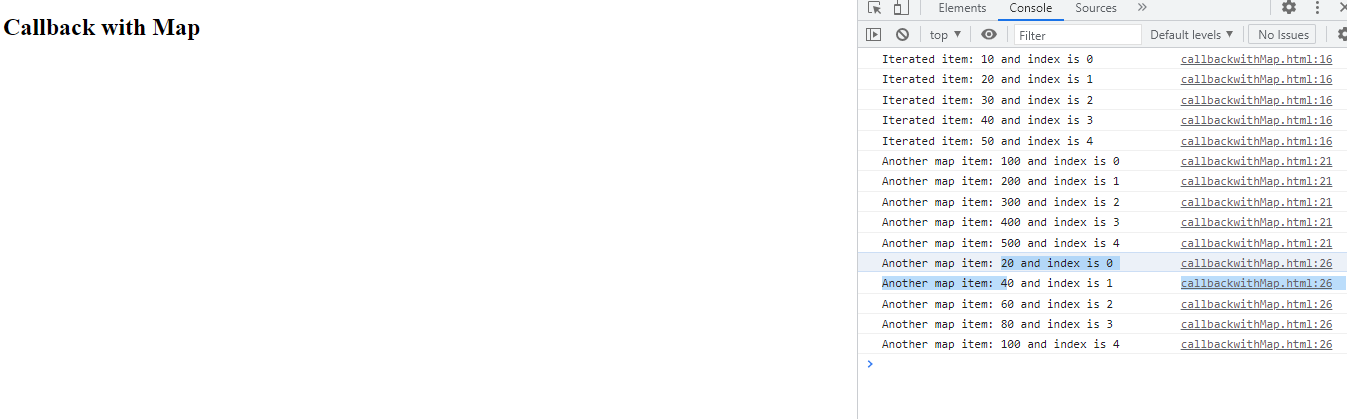 Callback with Map
Elements Console Sources »
top ▼ Filter Default levels ▼ No Issues
Iterated item: 10 and index is 0 callbackwithMap.html:16
Iterated item: 20 and index is 1 callbackwithMap.html:16
Iterated item: 30 and index is 2 callbackwithMap.html:16
Iterated item: 40 and index is 3 callbackwithMap.html:16
Iterated item: 50 and index is 4 callbackwithMap.html:16
Another map item: 100 and index is 0 callbackwithMap.html:21
Another map item: 200 and index is 1 callbackwithMap.html:21
Another map item: 300 and index is 2 callbackwithMap.html:21
Another map item: 400 and index is 3 callbackwithMap.html:21
Another map item: 500 and index is 4 callbackwithMap.html:21
Another map item: 20 and index is 0 callbackwithMap.html:26
Another map item: 40 and index is 1 callbackwithMap.html:26
Another map item: 60 and index is 2 callbackwithMap.html:26
Another map item: 80 and index is 3 callbackwithMap.html:26
Another map item: 100 and index is 4 callbackwithMap.html:26